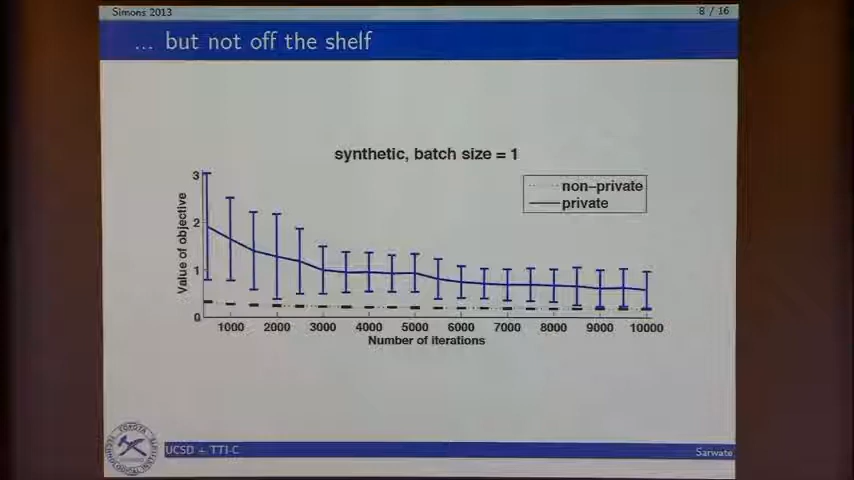 Simons 2013
8 / 16
... but not off the shelf
synthetic, batch size = 1
non-private
private
Value of objective
3
2
1
0
1000 2000 3000 4000 5000 6000 7000 8000 9000 10000
Number of iterations
UCSD + TTI-C
Sarwate